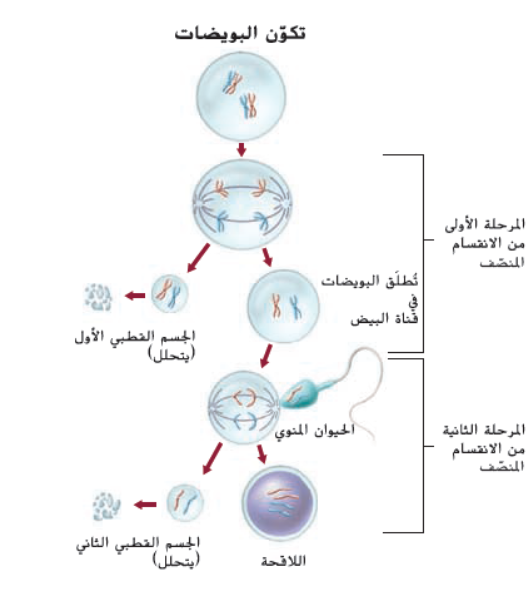 تكوّن البويضات
المرحلة الأولى
من الانقسام
المنصّف
تُطلَق البويضات
في
قناة البيض
الجسم القطبي الأول
(يتحلل)
الحيوان المنوي
المرحلة الثانية
من الانقسام
المنصّف
الجسم القطبي الثاني
(يتحلل)
اللاقحة